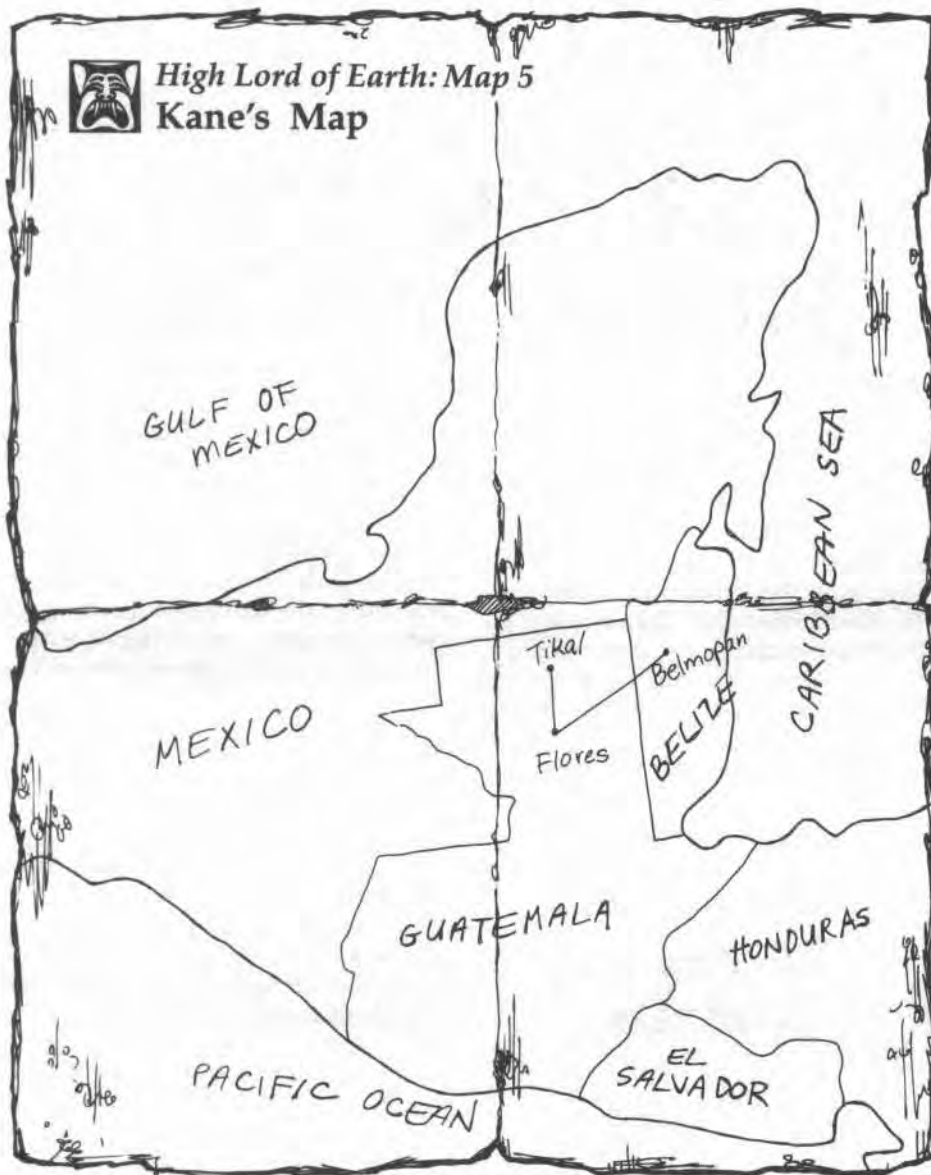 High Lord of Earth: Map 5
Kane's Map
GULF OF
MEXICO
CARIBBEAN SEA
Tikal
Belmopan
Flores
BELIZE
MEXICO
GUATEMALA
HONDURAS
EL
SALVADOR
PACIFIC OCEAN